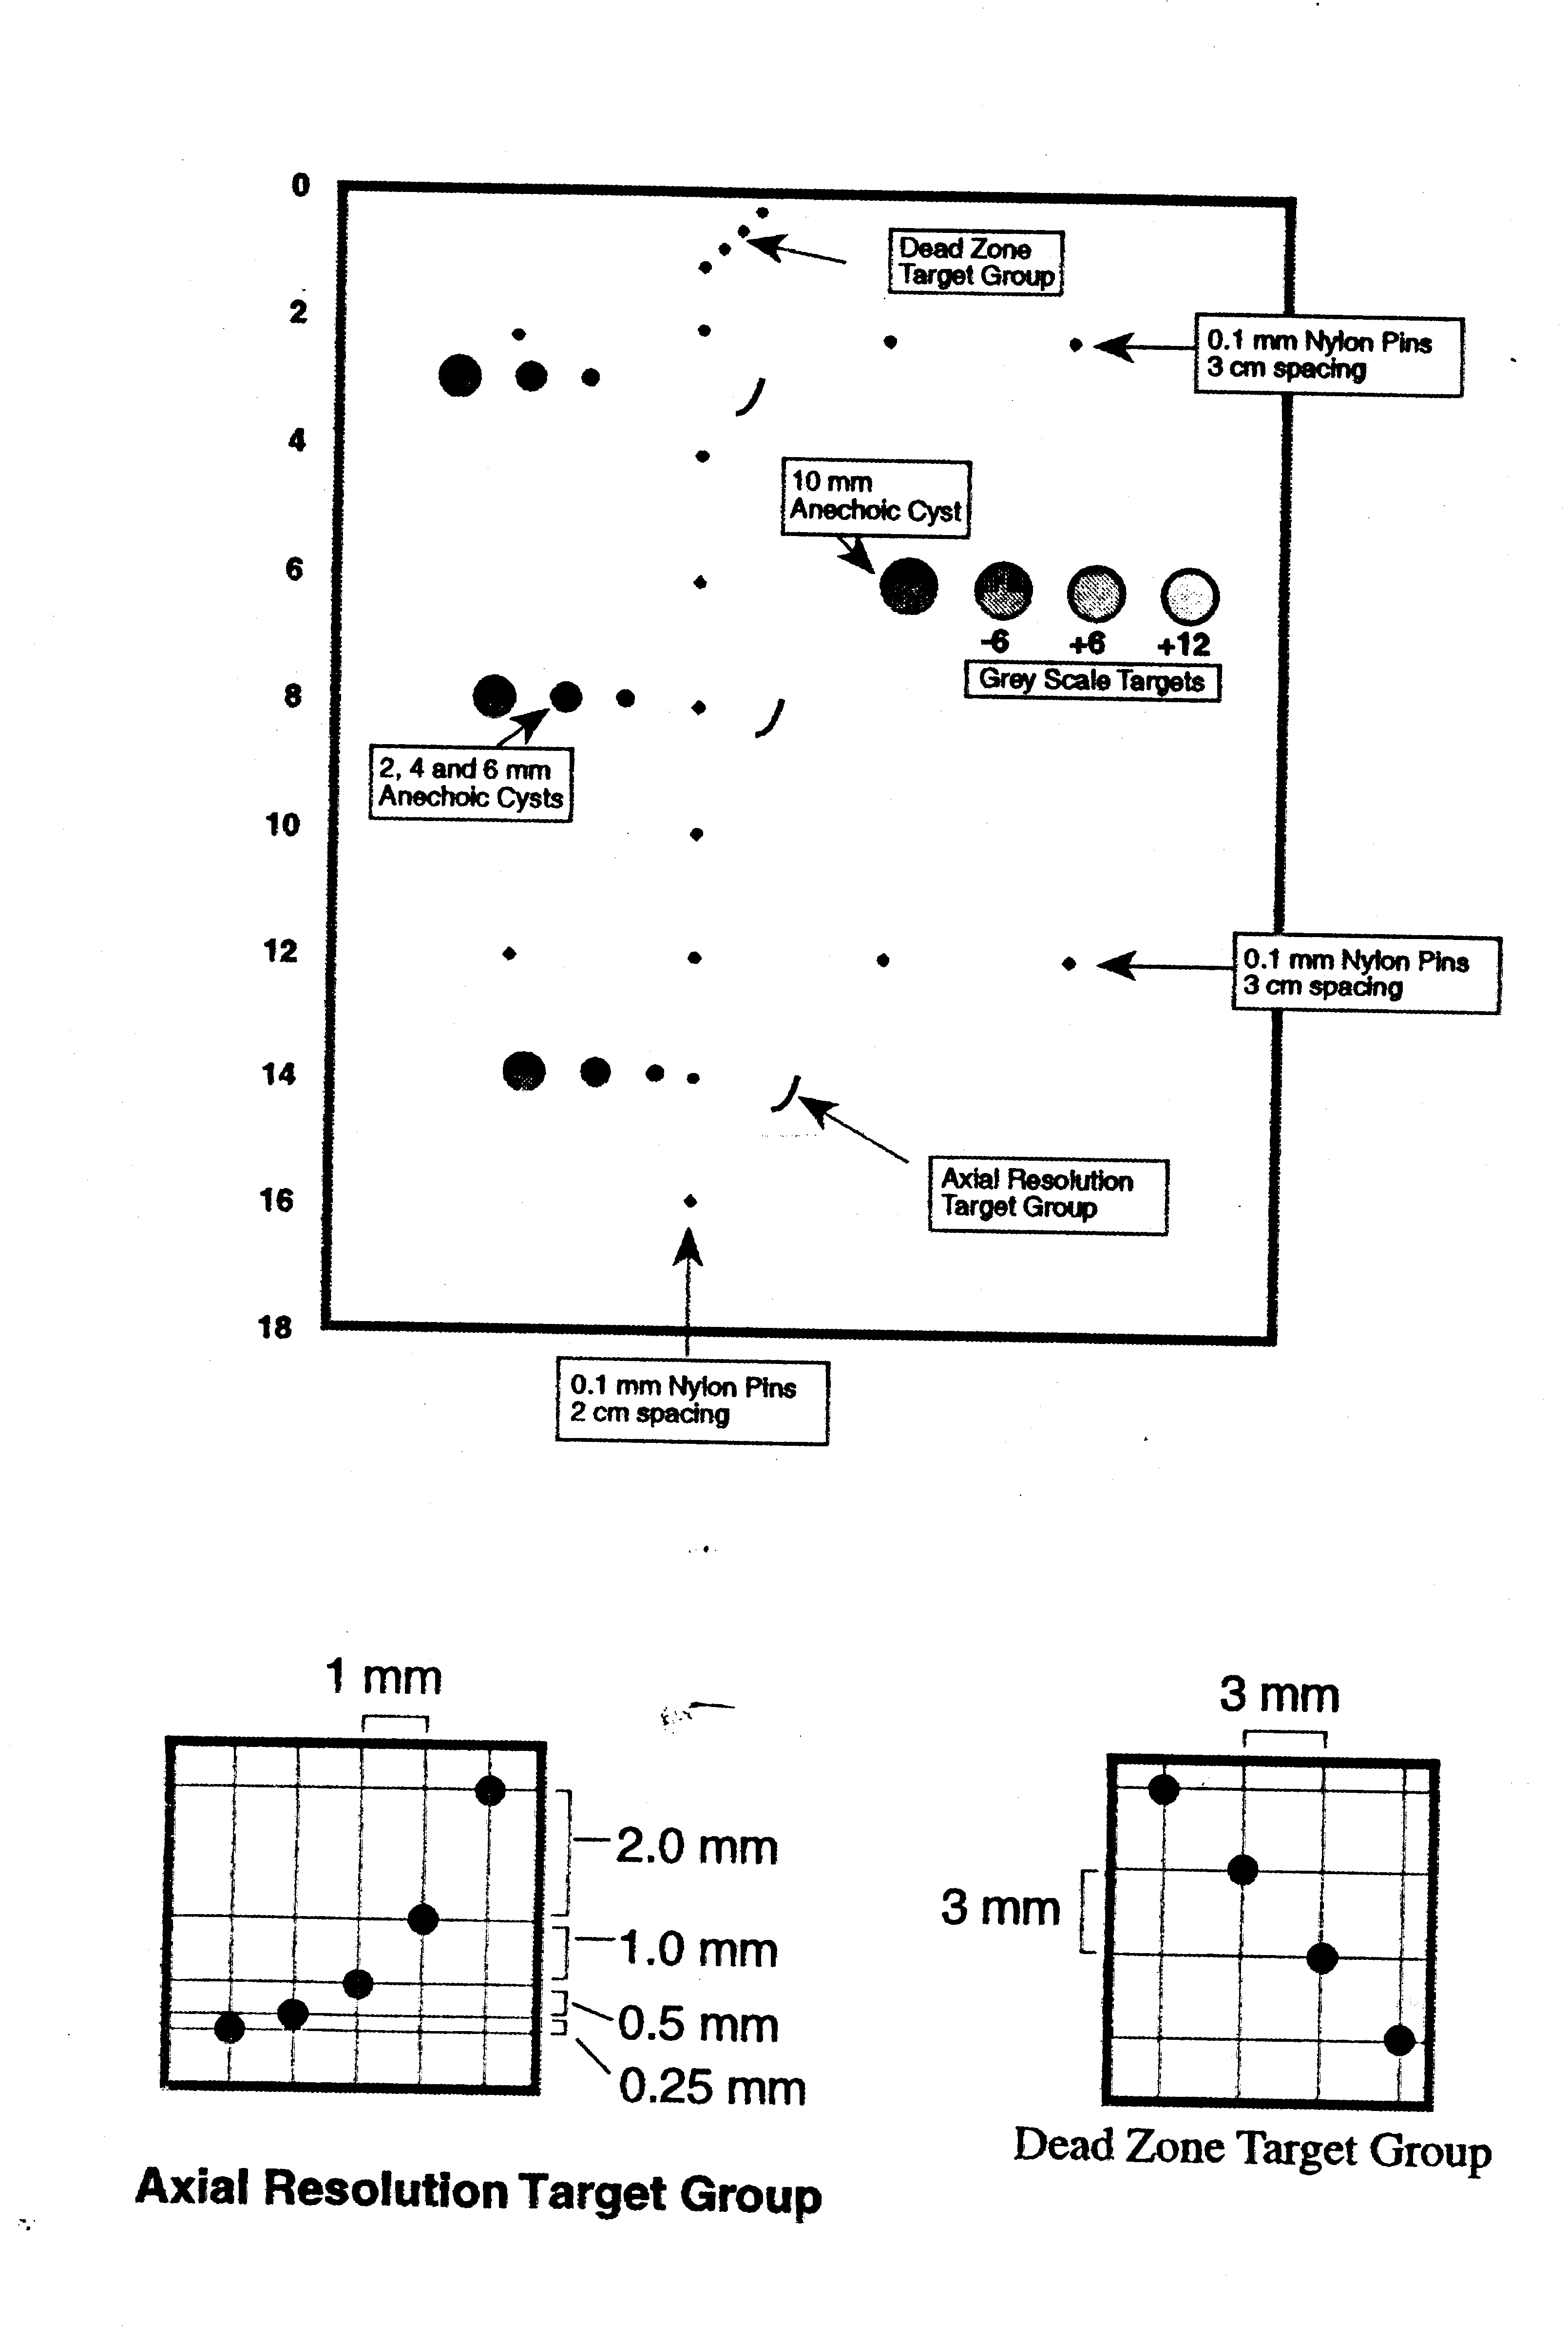 0
Dead Zone
Target Group
2
0.1 mm Nylon Pins
3 cm spacing
4
10 mm
Anechoic Cyst
6
-6 +6 +12
Grey Scale Targets
8
2, 4 and 6 mm
Anechoic Cysts
10
12
0.1 mm Nylon Pins
3 cm spacing
14
Axial Resolution
Target Group
16
18
0.1 mm Nylon Pins
2 cm spacing
1 mm
2.0 mm
1.0 mm
0.5 mm
0.25 mm
Axial Resolution Target Group
3 mm
3 mm
Dead Zone Target Group